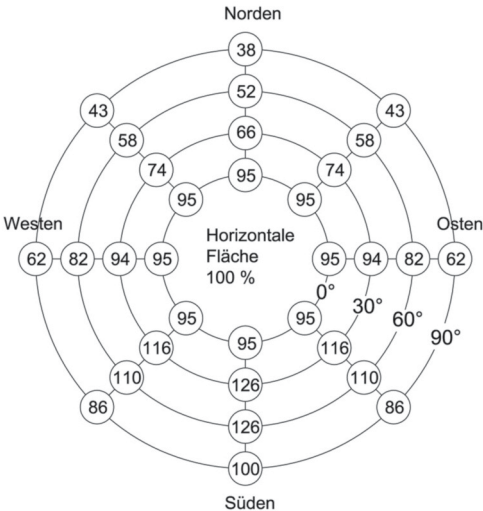 Norden
38
43 52 43
58 66 58
74 74
95
95 95
Westen Osten
62 82 94 95 95 94 82 62
Horizontale
Fläche
100 %
0°
30°
60°
90°
95 95
116 95 116
110 126 110
86 126 86
100
Süden